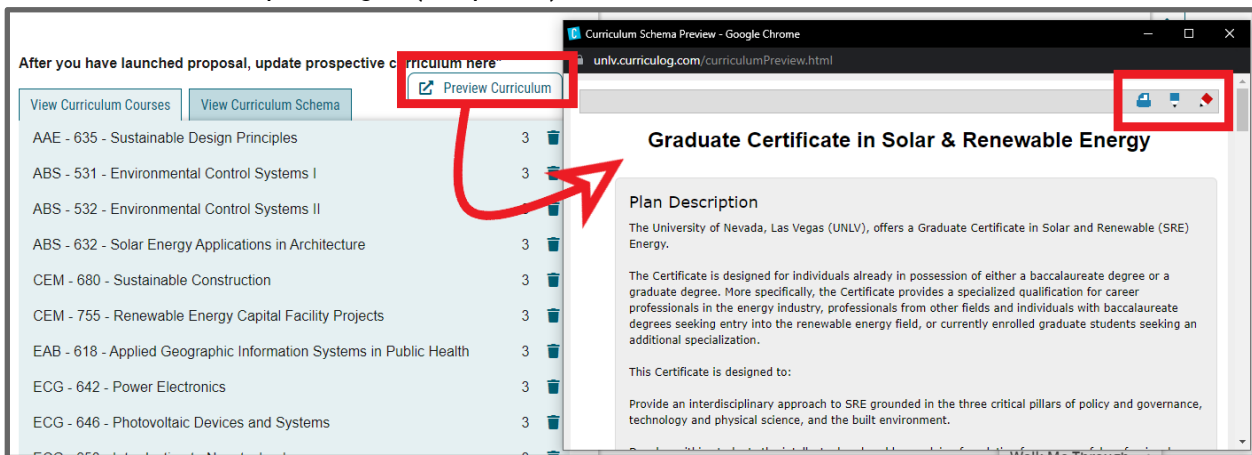 After you have launched proposal, update prospective curriculum here"
Preview Curriculum
View Curriculum Courses
View Curriculum Schema
AAE - 635 - Sustainable Design Principles 3
ABS - 531 - Environmental Control Systems I 3
ABS - 532 - Environmental Control Systems II
ABS - 632 - Solar Energy Applications in Architecture 3
CEM - 680 - Sustainable Construction 3
CEM - 755 - Renewable Energy Capital Facility Projects 3
EAB - 618 - Applied Geographic Information Systems in Public Health 3
ECG - 642 - Power Electronics 3
ECG - 646 - Photovoltaic Devices and Systems 3
Curriculum Schema Preview - Google Chrome
unlv.curriculog.com/curriculumPreview.html
Graduate Certificate in Solar & Renewable Energy
Plan Description
The University of Nevada, Las Vegas (UNLV), offers a Graduate Certificate in Solar and Renewable (SRE)
Energy.
The Certificate is designed for individuals already in possession of either a baccalaureate degree or a
graduate degree. More specifically, the Certificate provides a specialized qualification for career
professionals in the energy industry, professionals from other fields and individuals with baccalaureate
degrees seeking entry into the renewable energy field, or currently enrolled graduate students seeking an
additional specialization.
This Certificate is designed to:
Provide an interdisciplinary approach to SRE grounded in the three critical pillars of policy and governance,
technology and physical science, and the built environment.